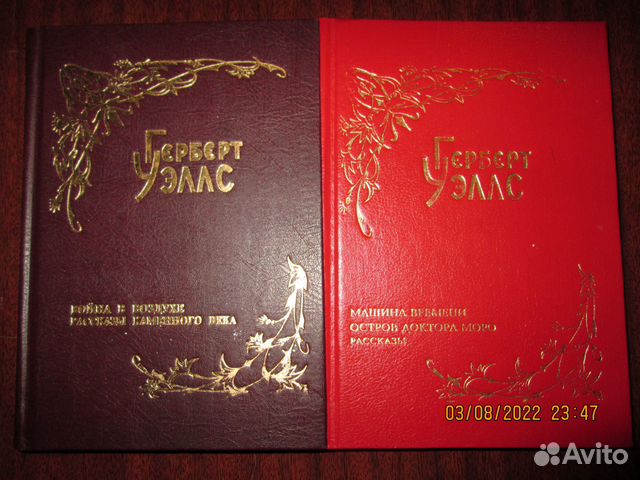 Герберт
Уэллс
ВОЙНА В ВОЗДУХЕ
РАССКАЗЫ КАМЕННОГО ВЕКА
Герберт
Уэллс
МАШИНА ВРЕМЕНИ
ОСТРОВ ДОКТОРА МОРО
РАССКАЗЫ
03/08/2022 23:47
Avito